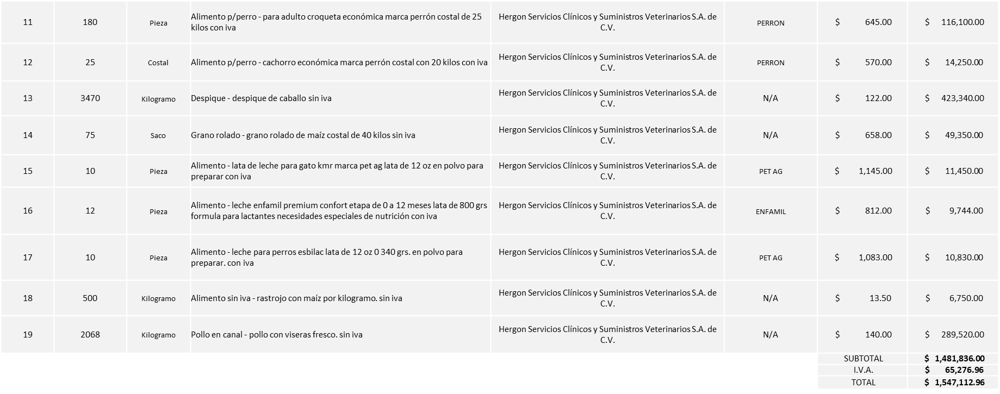 11 180 Pieza Alimento p/perro - para adulto croqueta económica marca perrón costal de 25 kilos con iva Hergon Servicios Clínicos y Suministros Veterinarios S.A. de C.V. PERRON $ 645.00 $ 116,100.00
12 25 Costal Alimento p/perro - cachorro económica marca perrón costal con 20 kilos con iva Hergon Servicios Clínicos y Suministros Veterinarios S.A. de C.V. PERRON $ 570.00 $ 14,250.00
13 3470 Kilogramo Despique - despique de caballo sin iva Hergon Servicios Clínicos y Suministros Veterinarios S.A. de C.V. N/A $ 122.00 $ 423,340.00
14 75 Saco Grano rolado - grano rolado de maíz costal de 40 kilos sin iva Hergon Servicios Clínicos y Suministros Veterinarios S.A. de C.V. N/A $ 658.00 $ 49,350.00
15 10 Pieza Alimento - lata de leche para gato kmr marca pet ag lata de 12 oz en polvo para preparar con iva Hergon Servicios Clínicos y Suministros Veterinarios S.A. de C.V. PET AG $ 1,145.00 $ 11,450.00
16 12 Pieza Alimento - leche enfamil premium confort etapa de 0 a 12 meses lata de 800 grs formula para lactantes necesidades especiales de nutrición con iva Hergon Servicios Clínicos y Suministros Veterinarios S.A. de C.V. ENFAMIL $ 812.00 $ 9,744.00
17 10 Pieza Alimento - leche para perros esbilac lata de 12 oz 0 340 grs. en polvo para preparar. con iva Hergon Servicios Clínicos y Suministros Veterinarios S.A. de C.V. PET AG $ 1,083.00 $ 10,830.00
18 500 Kilogramo Alimento sin iva - rastrojo con maíz por kilogramo. sin iva Hergon Servicios Clínicos y Suministros Veterinarios S.A. de C.V. N/A $ 13.50 $ 6,750.00
19 2068 Kilogramo Pollo en canal - pollo con viseras fresco. sin iva Hergon Servicios Clínicos y Suministros Veterinarios S.A. de C.V. N/A $ 140.00 $ 289,520.00
SUBTOTAL $ 1,481,836.00
I.V.A. $ 65,276.96
TOTAL $ 1,547,112.96